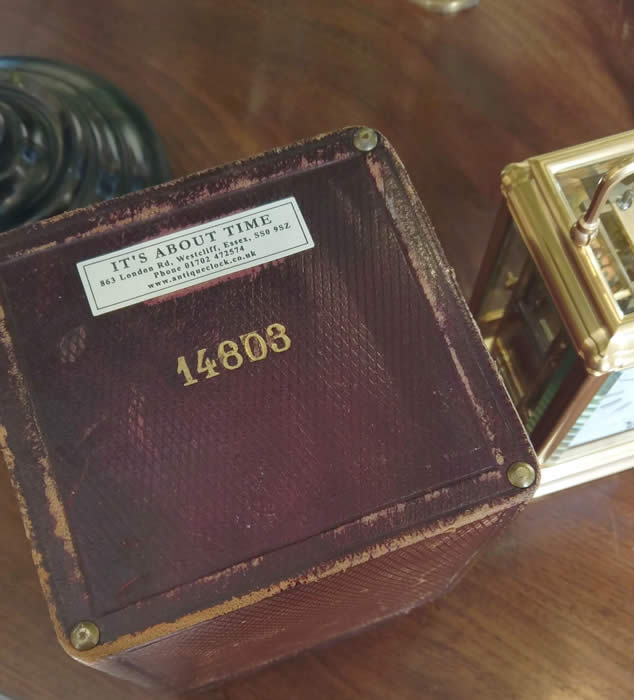 IT'S ABOUT TIME
863 London Rd, Westcliff, Essex, SS0 9SZ
Phone 01702 472574
www.antiqueclock.co.uk
14803